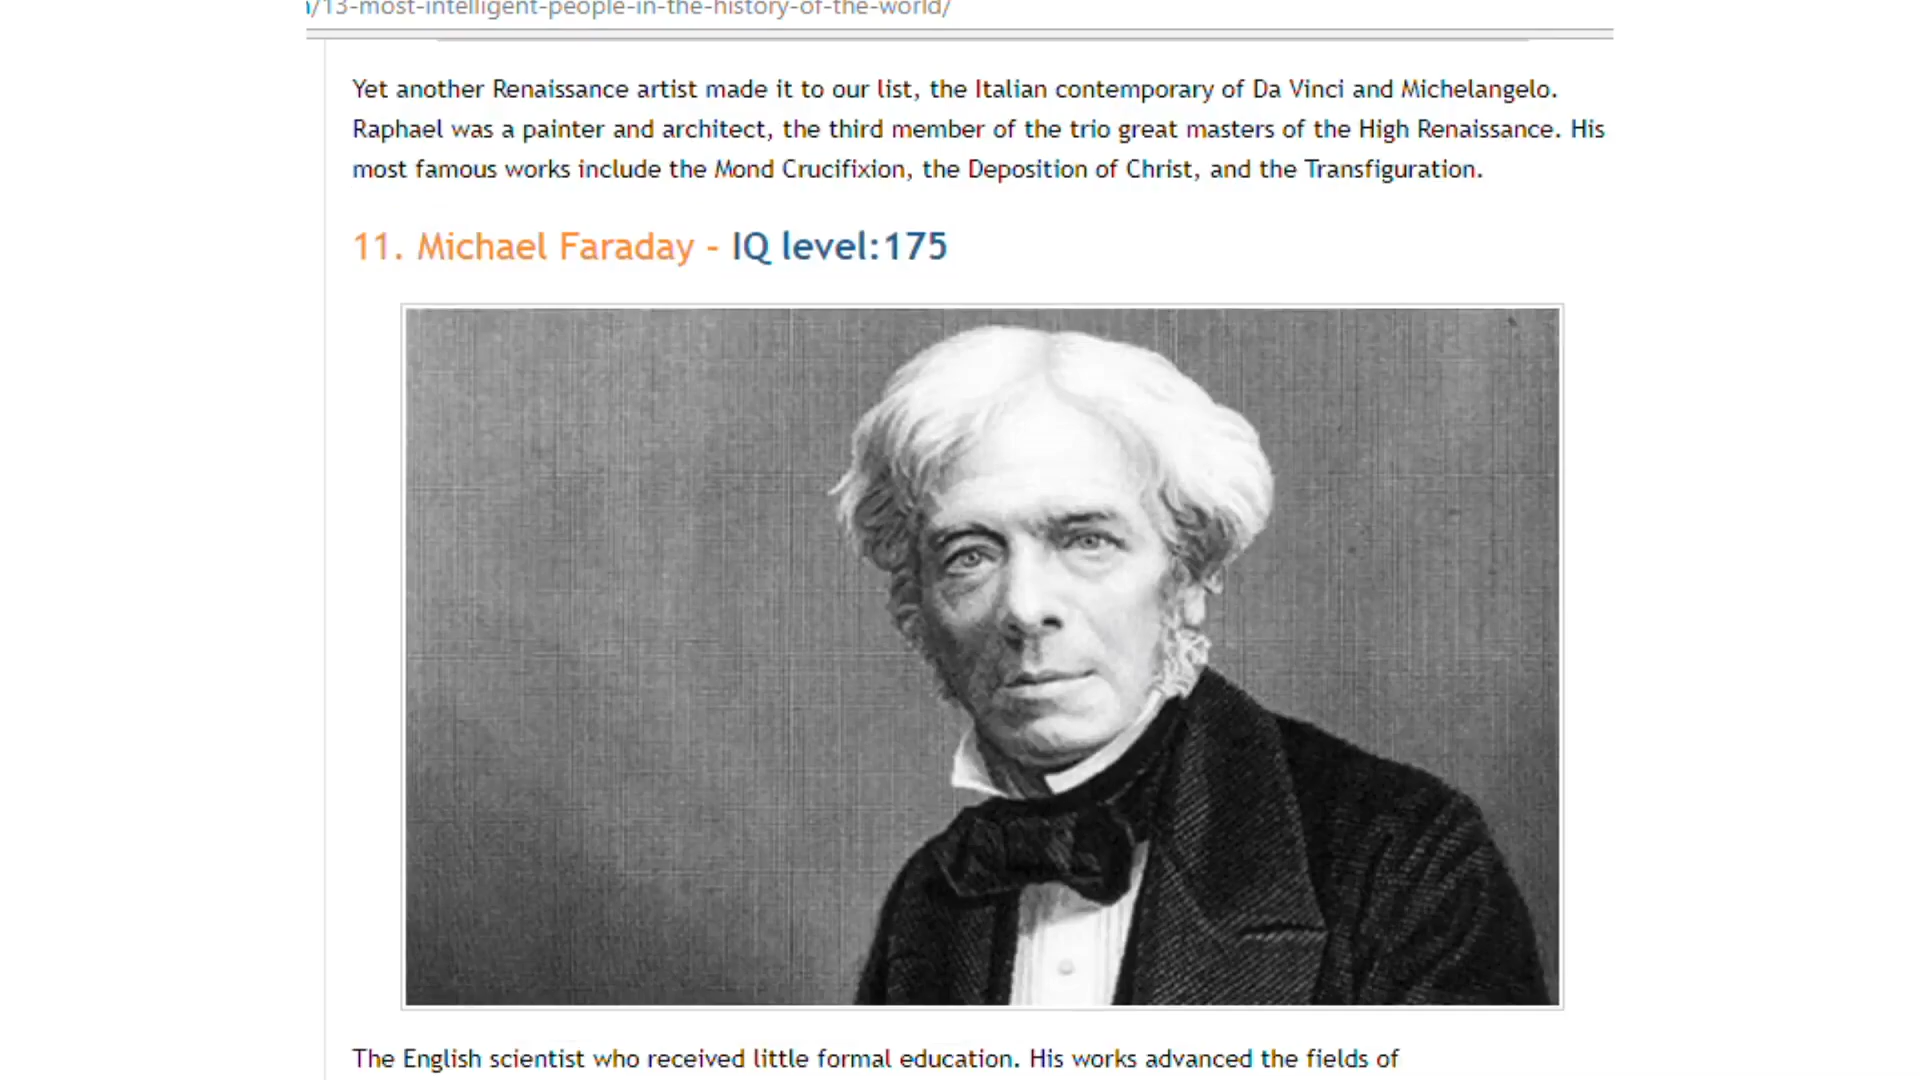 /13-most-intelligent-people-in-the-history-of-the-world/
Yet another Renaissance artist made it to our list, the Italian contemporary of Da Vinci and Michelangelo.
Raphael was a painter and architect, the third member of the trio great masters of the High Renaissance. His
most famous works include the Mond Crucifixion, the Deposition of Christ, and the Transfiguration.
11. Michael Faraday - IQ level:175
The English scientist who received little formal education. His works advanced the fields of